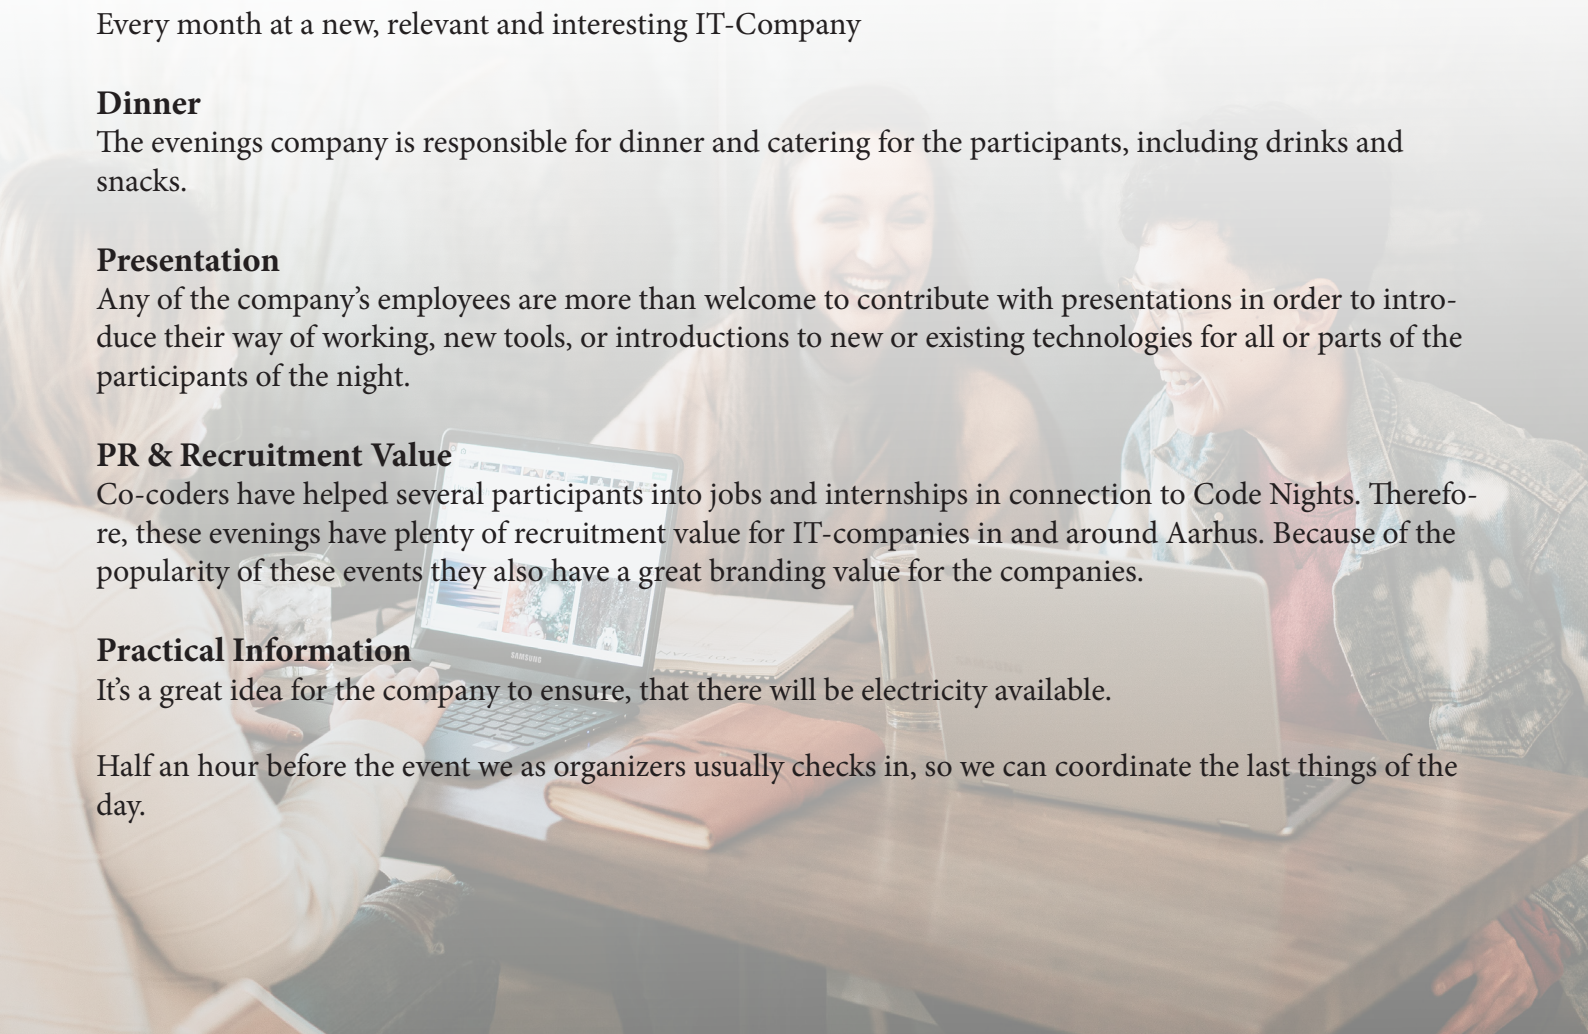 Every month at a new, relevant and interesting IT-Company
Dinner
The evenings company is responsible for dinner and catering for the participants, including drinks and
snacks.
Presentation
Any of the company's employees are more than welcome to contribute with presentations in order to intro-
duce their way of working, new tools, or introductions to new or existing technologies for all or parts of the
participants of the night.
PR & Recruitment Value
Co-coders have helped several participants into jobs and internships in connection to Code Nights. Therefo-
re, these evenings have plenty of recruitment value for IT-companies in and around Aarhus. Because of the
popularity of these events they also have a great branding value for the companies.
Practical Information
SAMSUNG
It's a great idea for the company to ensure, that there will be electricity available.
Half an hour before the event we as organizers usually checks in, so we can coordinate the last things of the
day.